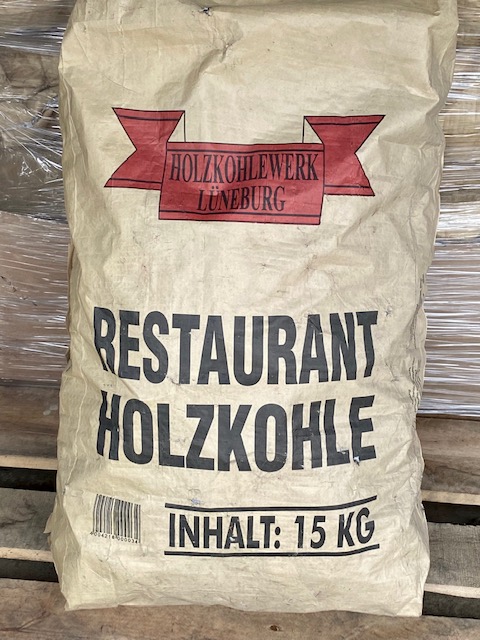 HOLZKOHLEWERK
LÜNEBURG
RESTAURANT
HOLZKOHLE
INHALT: 15 KG